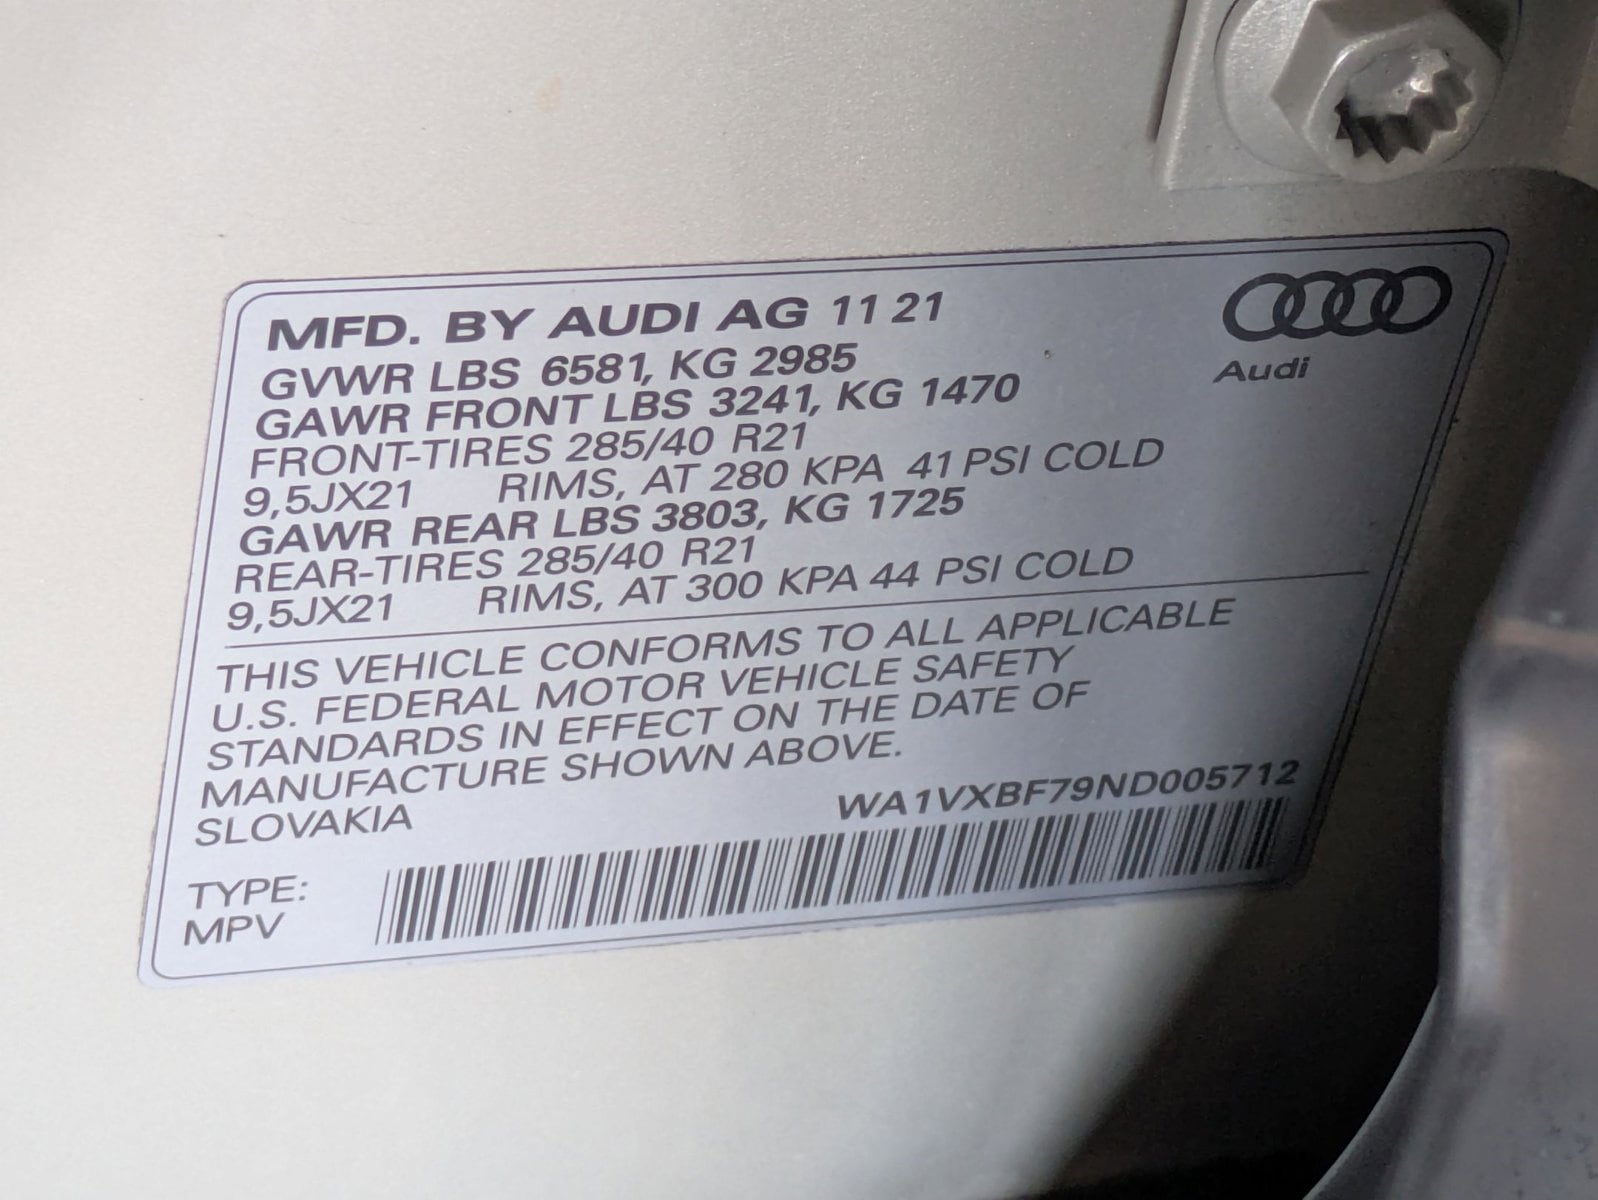 MFD. BY AUDI AG 11 21
Audi
GVWR LBS 6581, KG 2985
GAWR FRONT LBS 3241, KG 1470
FRONT-TIRES 285/40 R21
9,5JX21 RIMS, AT 280 KPA 41 PSI COLD
GAWR REAR LBS 3803, KG 1725
REAR-TIRES 285/40 R21
9,5JX21 RIMS, AT 300 KPA 44 PSI COLD
THIS VEHICLE CONFORMS TO ALL APPLICABLE
U.S. FEDERAL MOTOR VEHICLE SAFETY
STANDARDS IN EFFECT ON THE DATE OF
MANUFACTURE SHOWN ABOVE.
SLOVAKIA
WA1VXBF79ND005712
TYPE:
MPV